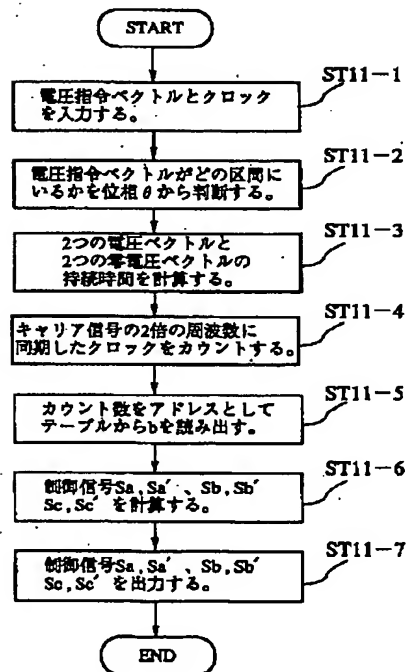 START
ST11-1
電圧指令ベクトルとクロック
を入力する。
ST11-2
電圧指令ベクトルがどの区間に
いるかを位相θから判断する。
ST11-3
2つの電圧ベクトルと
2つの零電圧ベクトルの
持続時間を計算する。
ST11-4
キャリア信号の2倍の周波数に
同期したクロックをカウントする。
ST11-5
カウント数をアドレスとして
テーブルからbを読み出す。
ST11-6
制御信号Sa,Sa′、Sb,Sb′
Sc,Sc′を計算する。
ST11-7
制御信号Sa,Sa′、Sb,Sb′
Sc,Sc′を出力する。
END